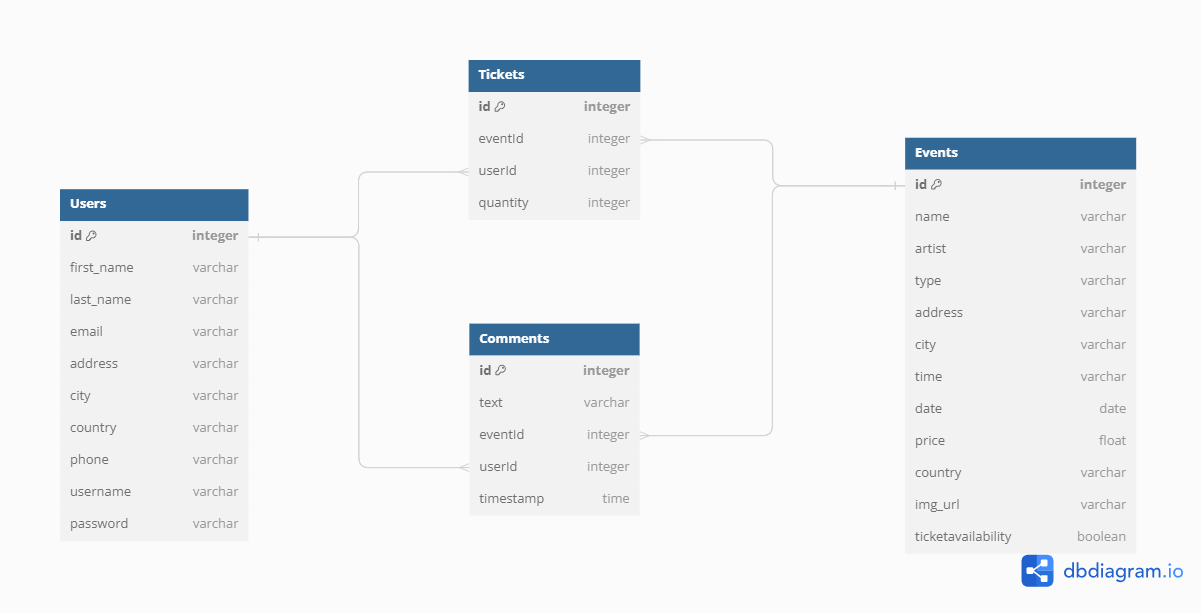 Users
id integer
first_name varchar
last_name varchar
email varchar
address varchar
city varchar
country varchar
phone varchar
username varchar
password varchar
Tickets
id integer
eventId integer
userId integer
quantity integer
Comments
id integer
text varchar
eventId integer
userId integer
timestamp time
Events
id integer
name varchar
artist varchar
type varchar
address varchar
city varchar
time varchar
date date
price float
country varchar
img_url varchar
ticketavailability boolean
dbdiagram.io